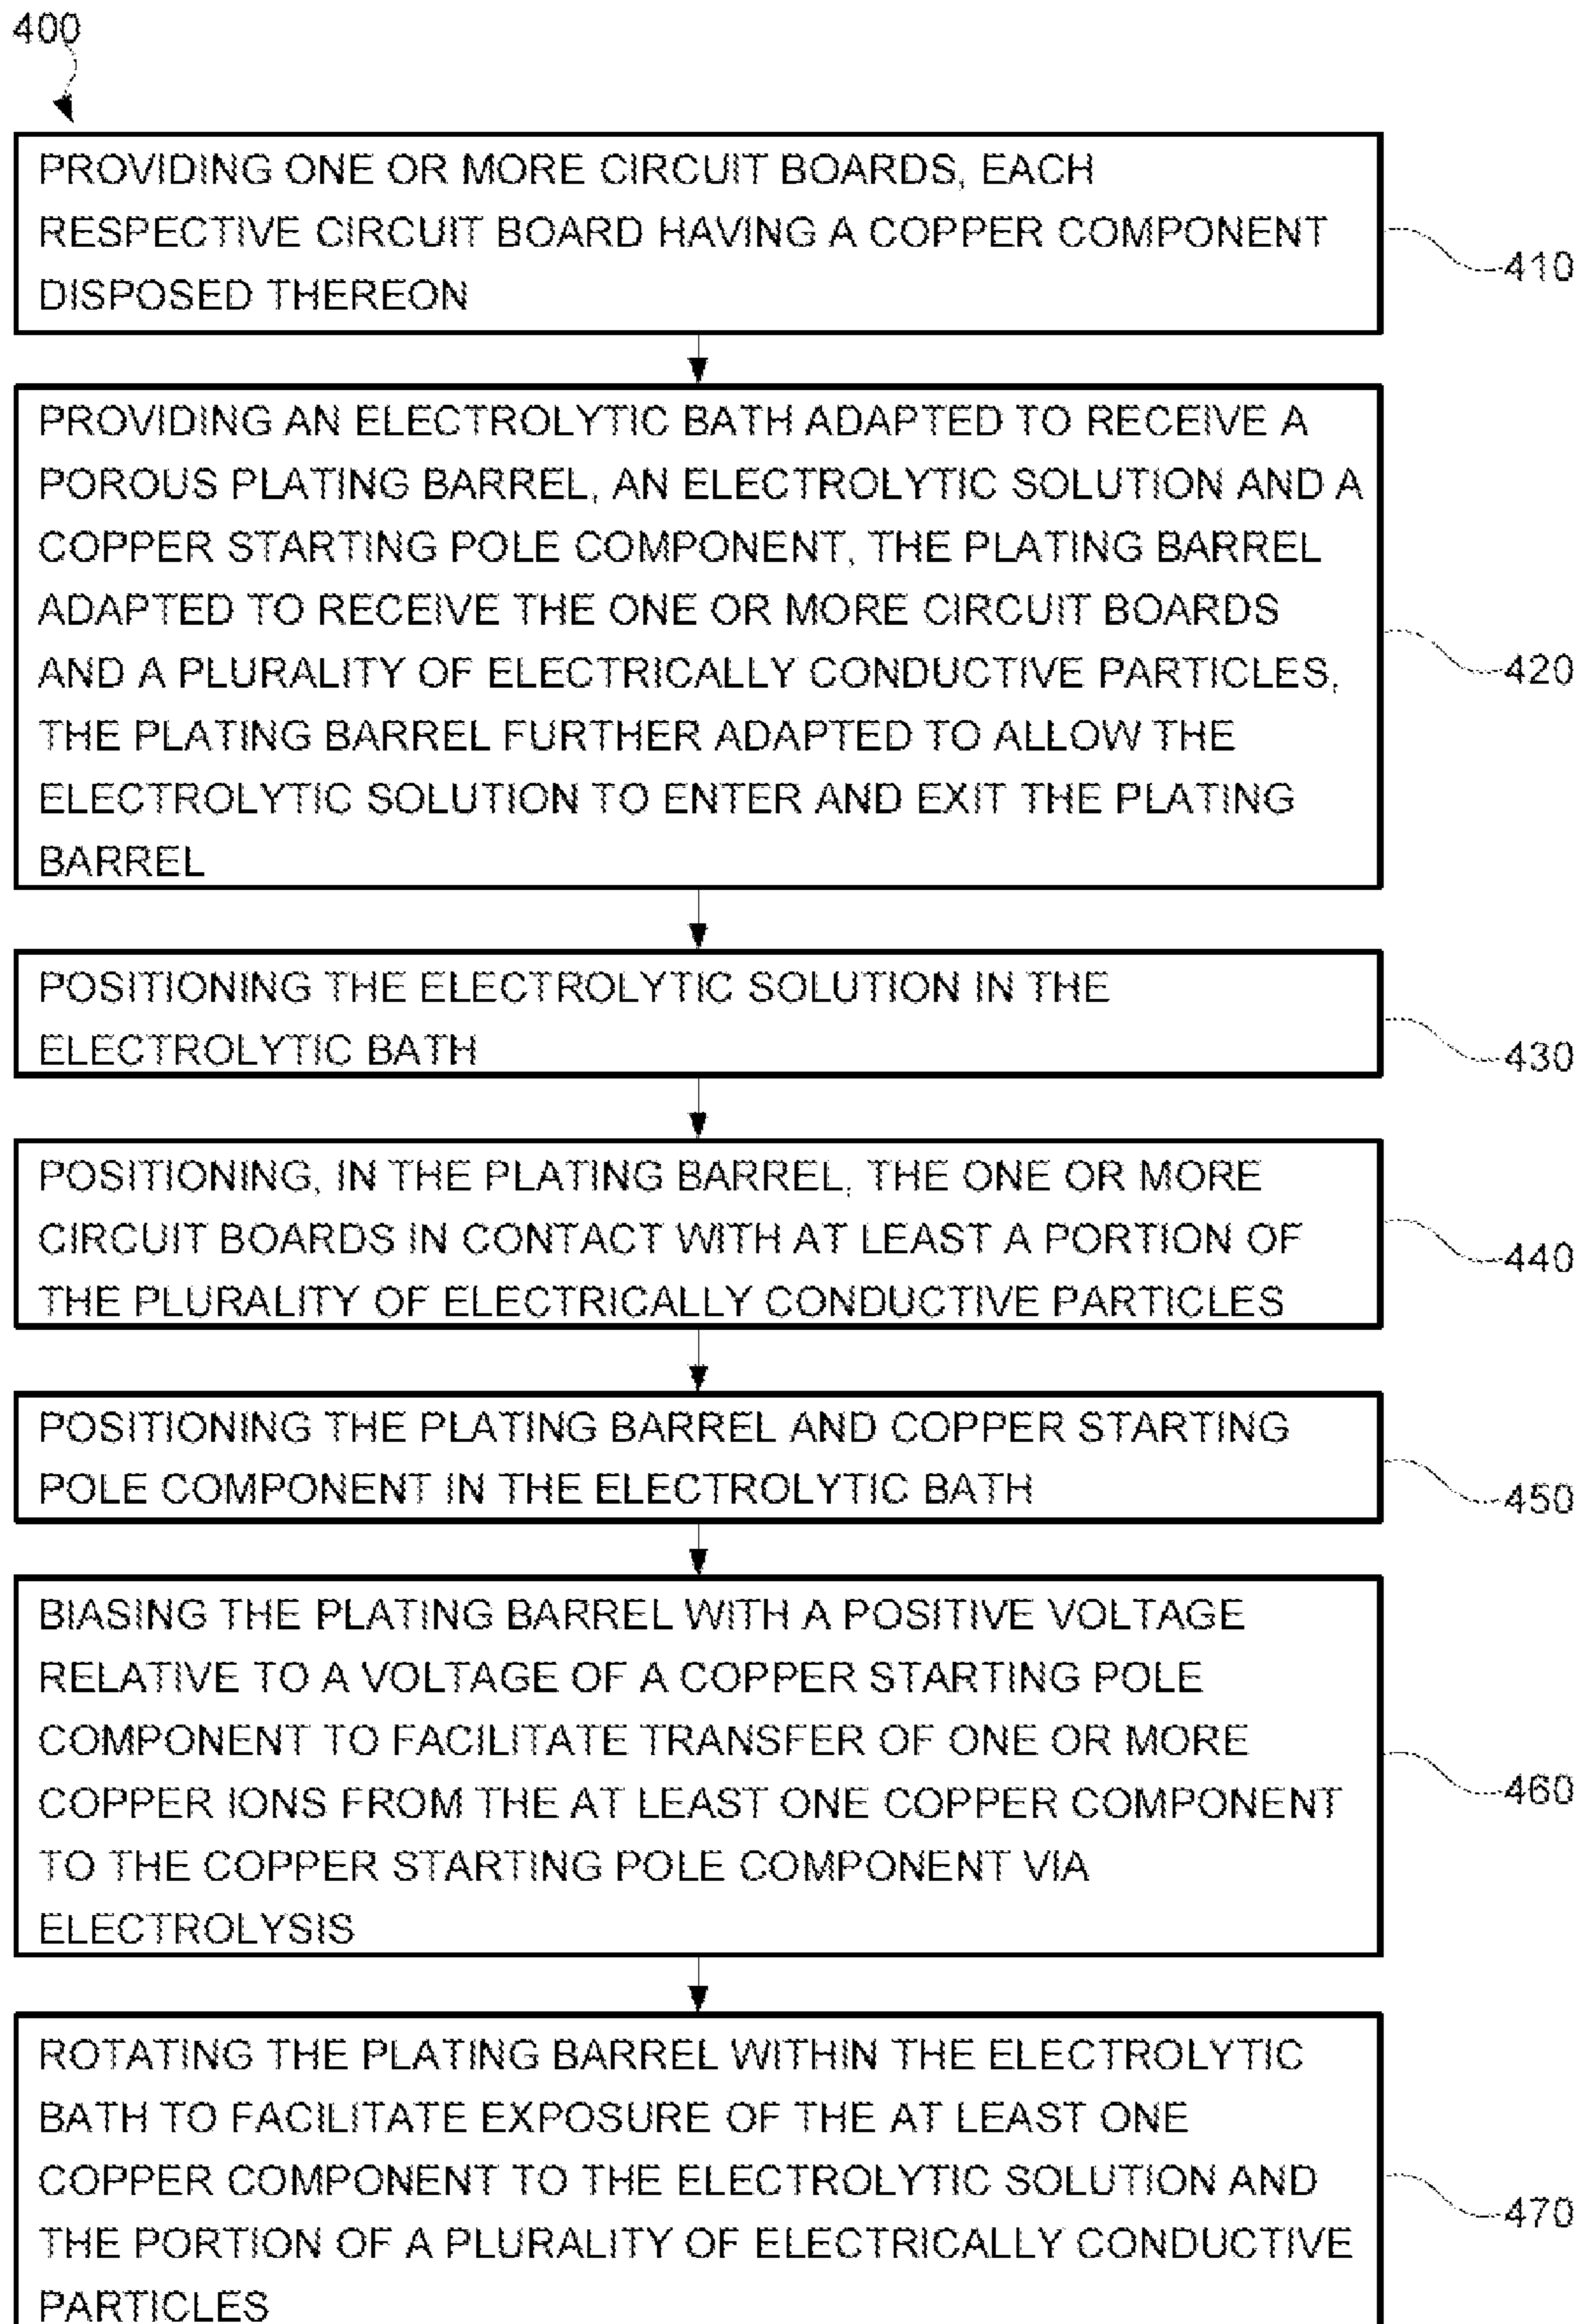 400
PROVIDING ONE OR MORE CIRCUIT BOARDS, EACH
RESPECTIVE CIRCUIT BOARD HAVING A COPPER COMPONENT
DISPOSED THEREON
410
PROVIDING AN ELECTROLYTIC BATH ADAPTED TO RECEIVE A
POROUS PLATING BARREL, AN ELECTROLYTIC SOLUTION AND A
COPPER STARTING POLE COMPONENT, THE PLATING BARREL
ADAPTED TO RECEIVE THE ONE OR MORE CIRCUIT BOARDS
AND A PLURALITY OF ELECTRICALLY CONDUCTIVE PARTICLES,
THE PLATING BARREL FURTHER ADAPTED TO ALLOW THE
ELECTROLYTIC SOLUTION TO ENTER AND EXIT THE PLATING
BARREL
420
POSITIONING THE ELECTROLYTIC SOLUTION IN THE
ELECTROLYTIC BATH
430
POSITIONING, IN THE PLATING BARREL, THE ONE OR MORE
CIRCUIT BOARDS IN CONTACT WITH AT LEAST A PORTION OF
THE PLURALITY OF ELECTRICALLY CONDUCTIVE PARTICLES
440
POSITIONING THE PLATING BARREL AND COPPER STARTING
POLE COMPONENT IN THE ELECTROLYTIC BATH
450
BIASING THE PLATING BARREL WITH A POSITIVE VOLTAGE
RELATIVE TO A VOLTAGE OF A COPPER STARTING POLE
COMPONENT TO FACILITATE TRANSFER OF ONE OR MORE
COPPER IONS FROM THE AT LEAST ONE COPPER COMPONENT
TO THE COPPER STARTING POLE COMPONENT VIA
ELECTROLYSIS
460
ROTATING THE PLATING BARREL WITHIN THE ELECTROLYTIC
BATH TO FACILITATE EXPOSURE OF THE AT LEAST ONE
COPPER COMPONENT TO THE ELECTROLYTIC SOLUTION AND
THE PORTION OF A PLURALITY OF ELECTRICALLY CONDUCTIVE
PARTICLES
470